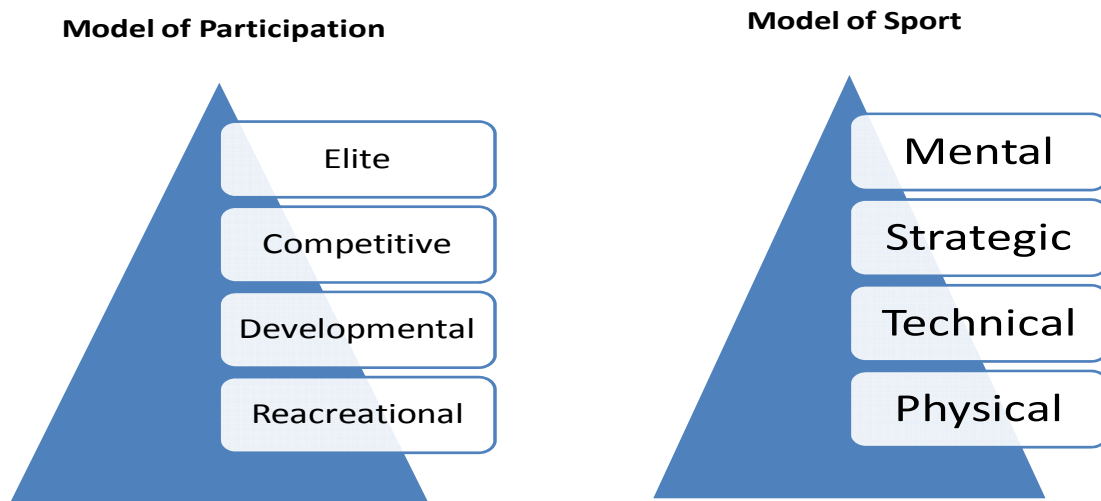 Model of Participation
Elite
Competitive
Developmental
Reacreational
Model of Sport
Mental
Strategic
Technical
Physical